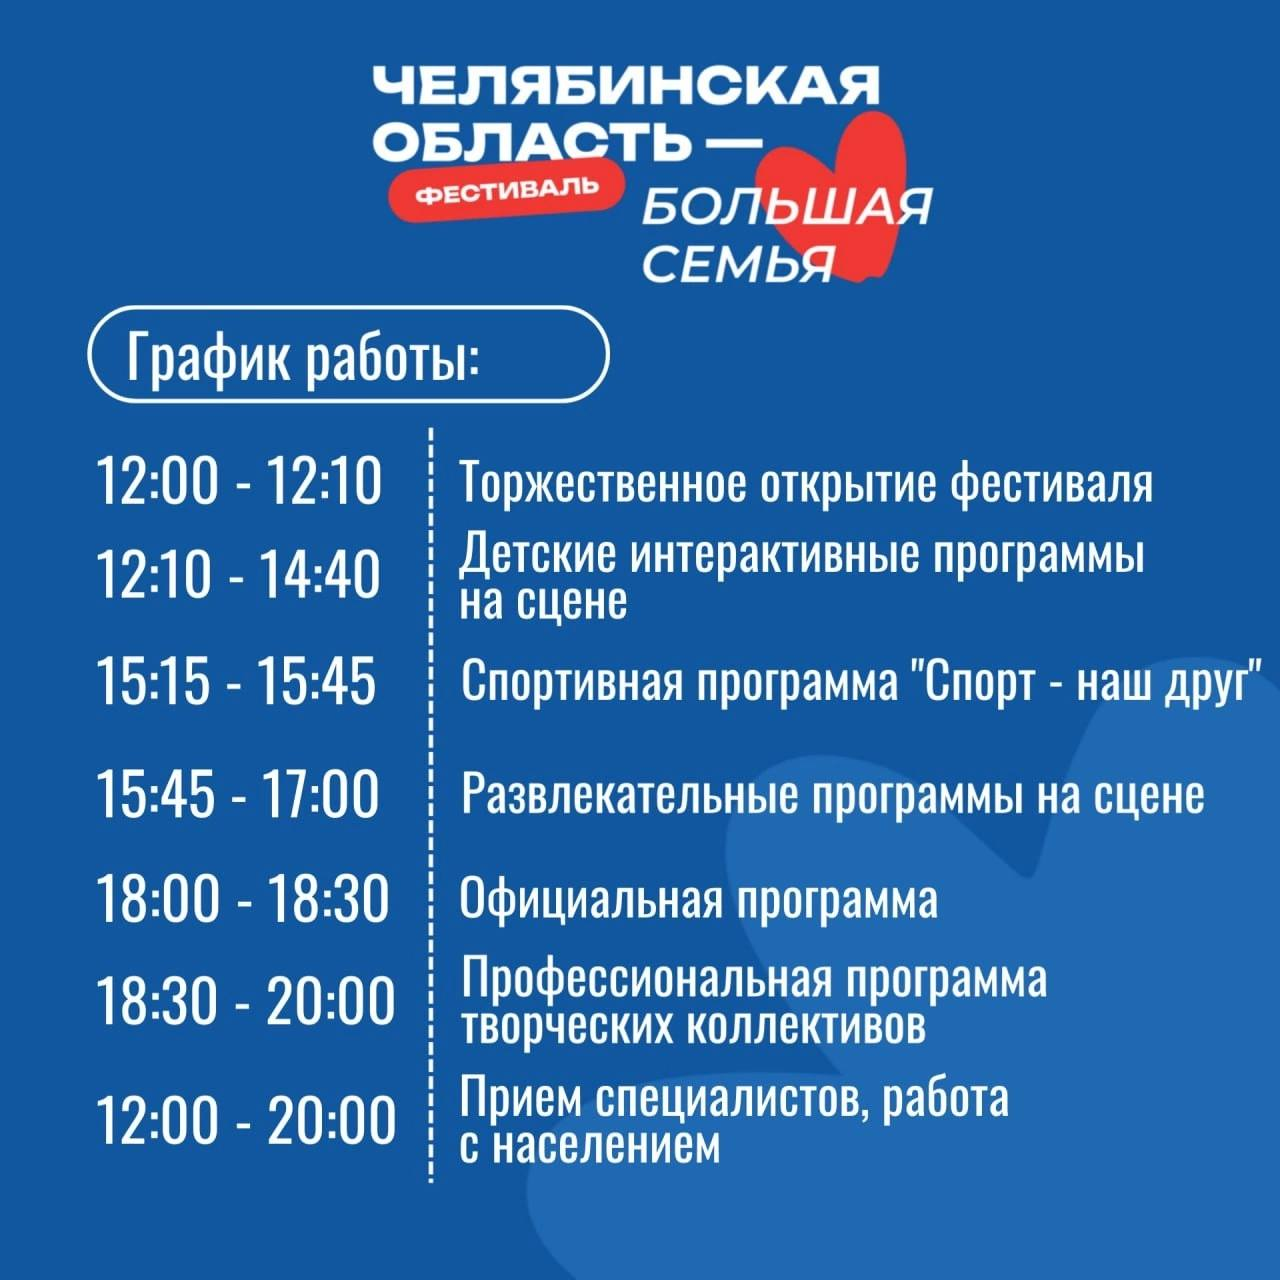 ЧЕЛЯБИНСКАЯ
ОБЛАСТЬ —
ФЕСТИВАЛЬ
БОЛЬШАЯ
СЕМЬЯ
График работы:
12:00 - 12:10 Торжественное открытие фестиваля
12:10 - 14:40 Детские интерактивные программы
на сцене
15:15 - 15:45 Спортивная программа "Спорт - наш друг"
15:45 - 17:00 Развлекательные программы на сцене
18:00 - 18:30 Официальная программа
18:30 - 20:00 Профессиональная программа
творческих коллективов
12:00 - 20:00 Прием специалистов, работа
с населением